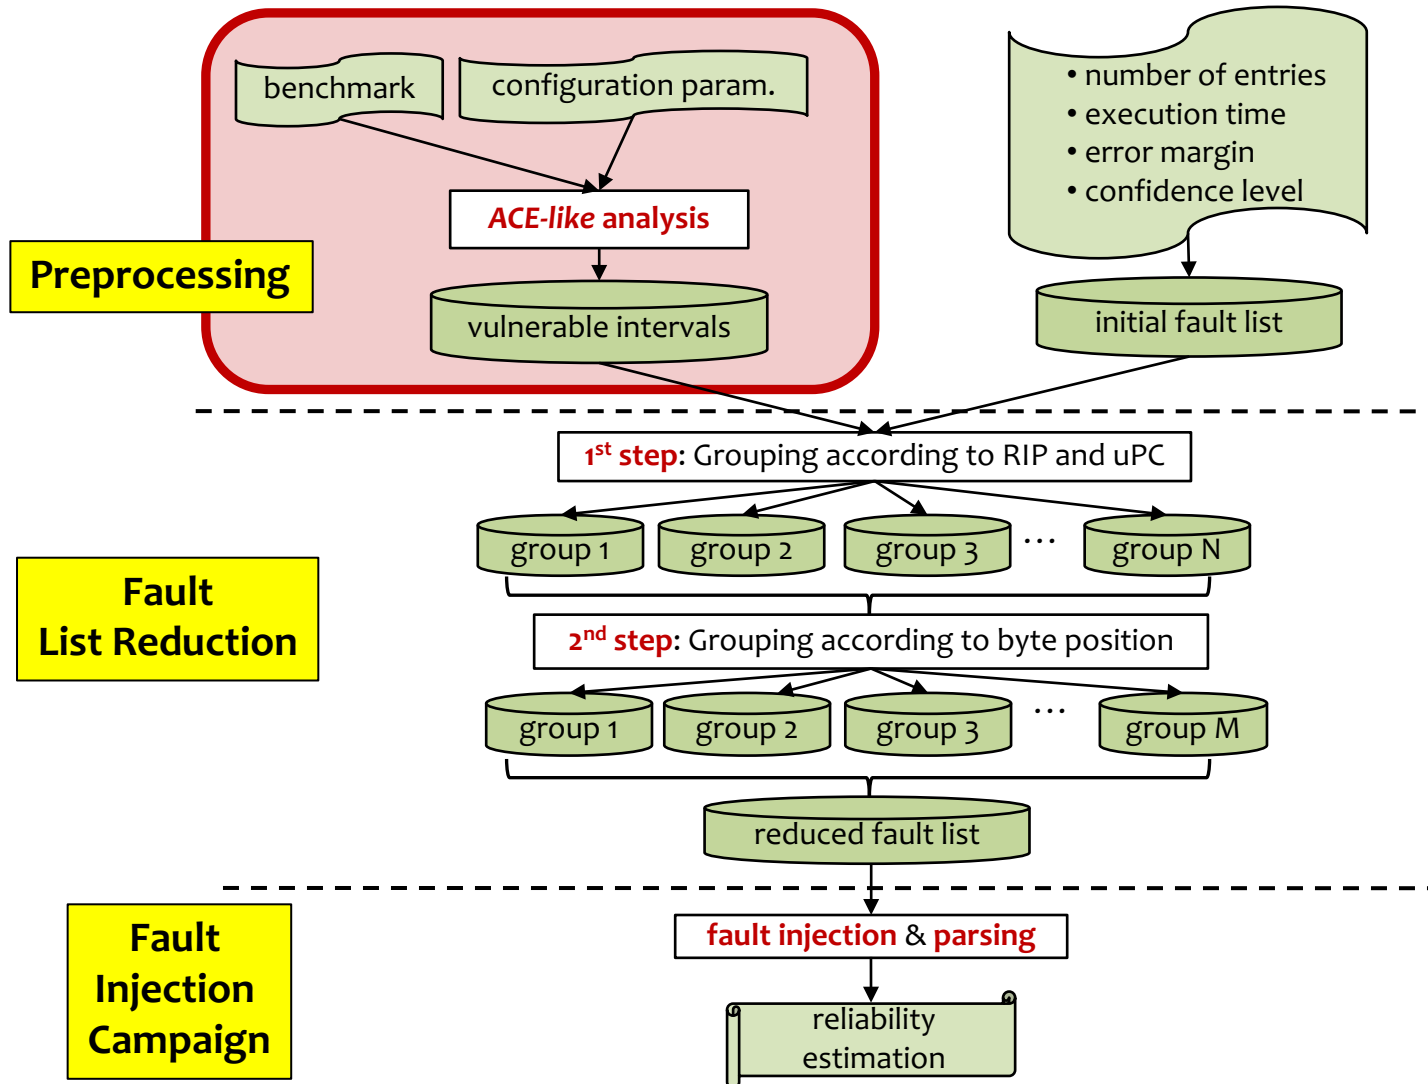 benchmark
configuration param.
• number of entries
• execution time
• error margin
• confidence level
ACE-like analysis
Preprocessing
vulnerable intervals
initial fault list
1st step: Grouping according to RIP and uPC
group 1
group 2
group 3
...
group N
Fault
List Reduction
2nd step: Grouping according to byte position
group 1
group 2
group 3
...
group M
reduced fault list
Fault
Injection
Campaign
fault injection & parsing
reliability
estimation